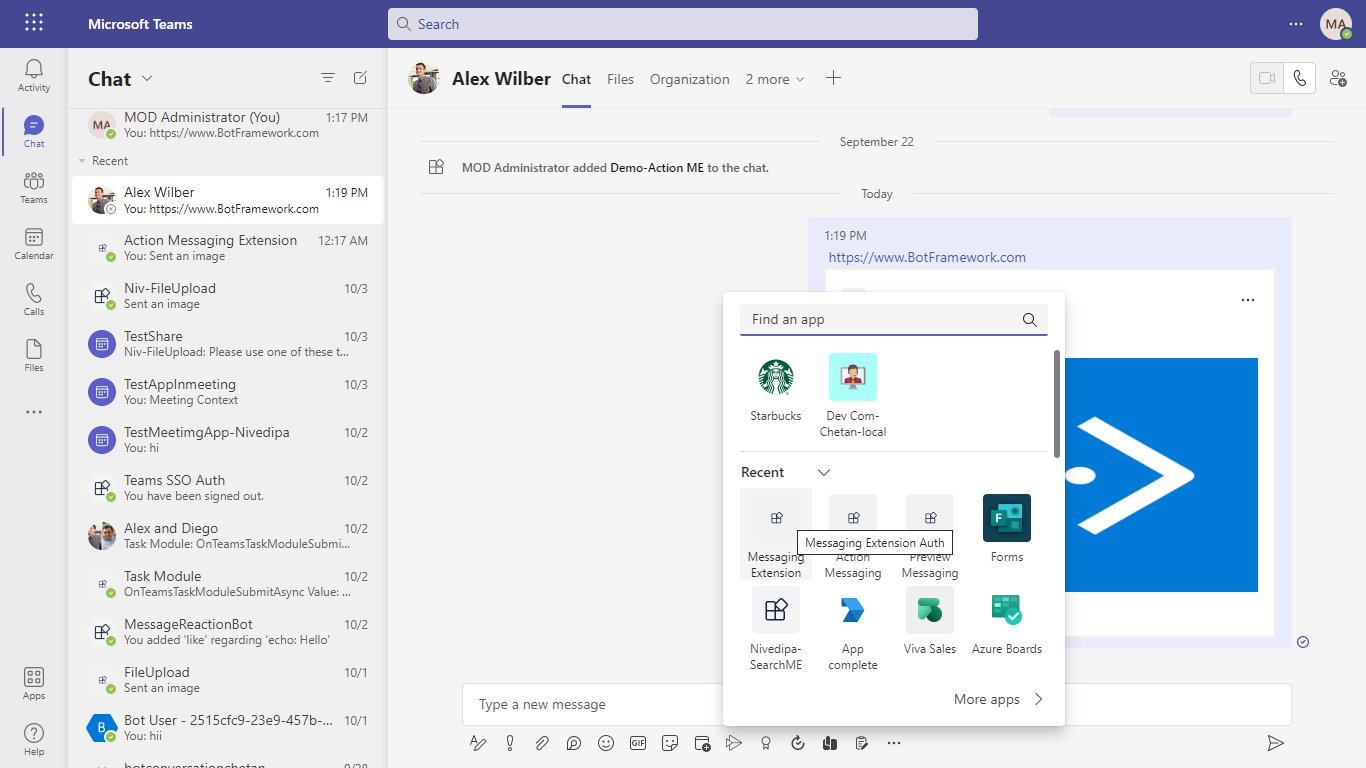 Microsoft Teams
Search
MA
Activity
Chat
Teams
Calendar
Calls
Files
Apps
Help
Chat
MA
MOD Administrator (You)
1:17 PM
You: https://www.BotFramework.com
Recent
Alex Wilber
1:19 PM
You: https://www.BotFramework.com
Action Messaging Extension
12:17 AM
You: Sent an image
Niv-FileUpload
10/3
Sent an image
TestShare
10/3
Niv-FileUpload: Please use one of these t...
TestAppInmeeting
10/3
You: Meeting Context
TestMeetimgApp-Nivedipa
10/2
You: hi
Teams SSO Auth
10/2
You have been signed out.
Alex and Diego
10/2
Task Module: OnTeamsTaskModuleSubmi...
Task Module
10/2
OnTeamsTaskModuleSubmitAsync Value: ...
MessageReactionBot
10/2
You added 'like' regarding 'echo: Hello'
FileUpload
10/1
Sent an image
B
Bot User - 2515cfc9-23e9-457b-...
10/1
You: hii
botconversationchetan
9/28
Alex Wilber
Chat
Files
Organization
2 more
September 22
MOD Administrator added Demo-Action ME to the chat.
Today
1:19 PM
https://www.BotFramework.com
Find an app
Starbucks
Dev Com-
Chetan-local
Recent
Messaging Extension Auth
Messaging
Extension
Action
Messaging
Preview
Messaging
F
Forms
Nivedipa-
SearchME
App
complete
Viva Sales
Azure Boards
More apps
Type a new message
GIF